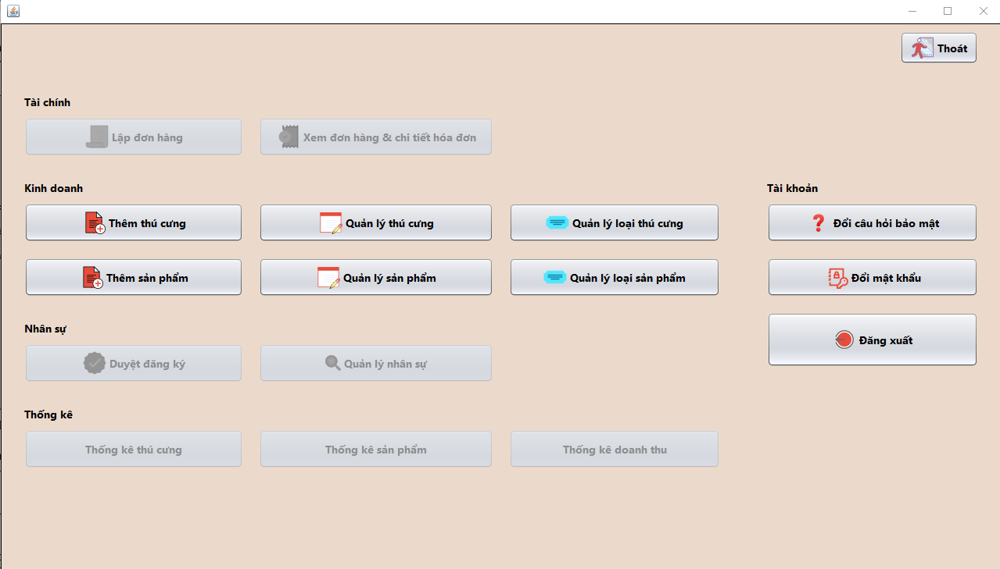 Thoát
Tài chính
Lập đơn hàng
Xem đơn hàng & chi tiết hóa đơn
Kinh doanh
Tài khoản
Thêm thú cưng
Quản lý thú cưng
Quản lý loại thú cưng
Đổi câu hỏi bảo mật
Thêm sản phẩm
Quản lý sản phẩm
Quản lý loại sản phẩm
Đổi mật khẩu
Nhân sự
Đăng xuất
Duyệt đăng ký
Quản lý nhân sự
Thống kê
Thống kê thú cưng
Thống kê sản phẩm
Thống kê doanh thu